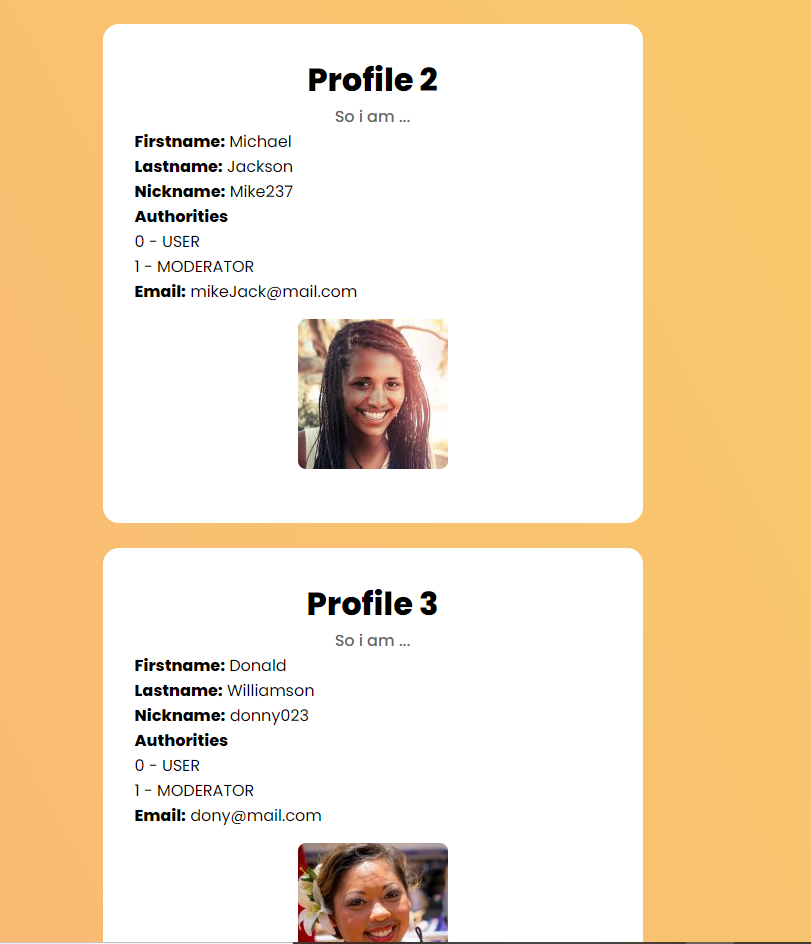 Profile 2
So i am ...
Firstname: Michael
Lastname: Jackson
Nickname: Mike237
Authorities
0 - USER
1 - MODERATOR
Email: mikeJack@mail.com
Profile 3
So i am ...
Firstname: Donald
Lastname: Williamson
Nickname: donny023
Authorities
0 - USER
1 - MODERATOR
Email: dony@mail.com